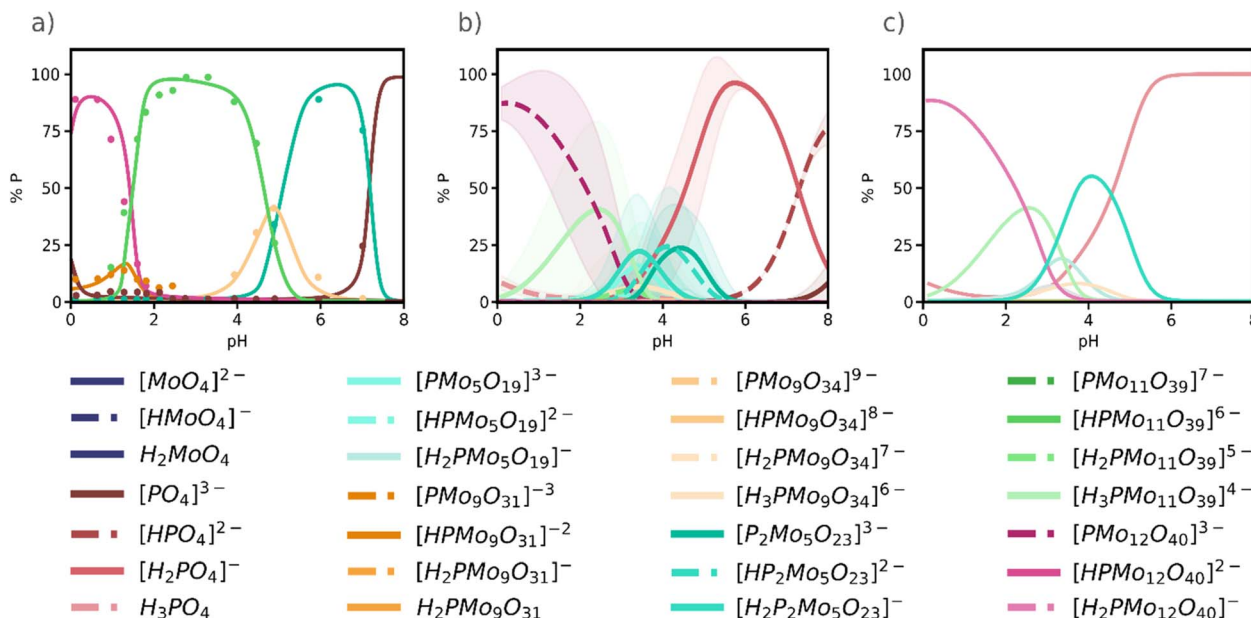 a)
b)
c)
100
75
50
25
0
% P
0 2 4 6 8
pH
100
75
50
25
0
% P
0 2 4 6 8
pH
100
75
50
25
0
% P
0 2 4 6 8
pH
[MoO₄]²⁻
[HMoO₄]⁻
H₂MoO₄
[PO₄]³⁻
[HPO₄]²⁻
[H₂PO₄]⁻
H₃PO₄
[PMo₅O₁₉]³⁻
[HPMo₅O₁₉]²⁻
[H₂PMo₅O₁₉]⁻
[PMo₉O₃₁]⁻³
[HPMo₉O₃₁]⁻²
[H₂PMo₉O₃₁]⁻
H₂PMo₉O₃₁
[PMo₉O₃₄]⁹⁻
[HPMo₉O₃₄]⁸⁻
[H₂PMo₉O₃₄]⁷⁻
[H₃PMo₉O₃₄]⁶⁻
[P₂Mo₅O₂₃]³⁻
[HP₂Mo₅O₂₃]²⁻
[H₂P₂Mo₅O₂₃]⁻
[PMo₁₁O₃₉]⁷⁻
[HPMo₁₁O₃₉]⁶⁻
[H₂PMo₁₁O₃₉]⁵⁻
[H₃PMo₁₁O₃₉]⁴⁻
[PMo₁₂O₄₀]³⁻
[HPMo₁₂O₄₀]²⁻
[H₂PMo₁₂O₄₀]⁻